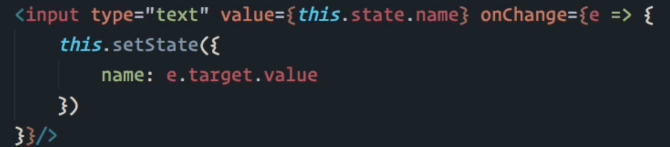 <input type="text" value={this.state.name} onChange={e => {
    this.setState({
        name: e.target.value
    })
}}/>